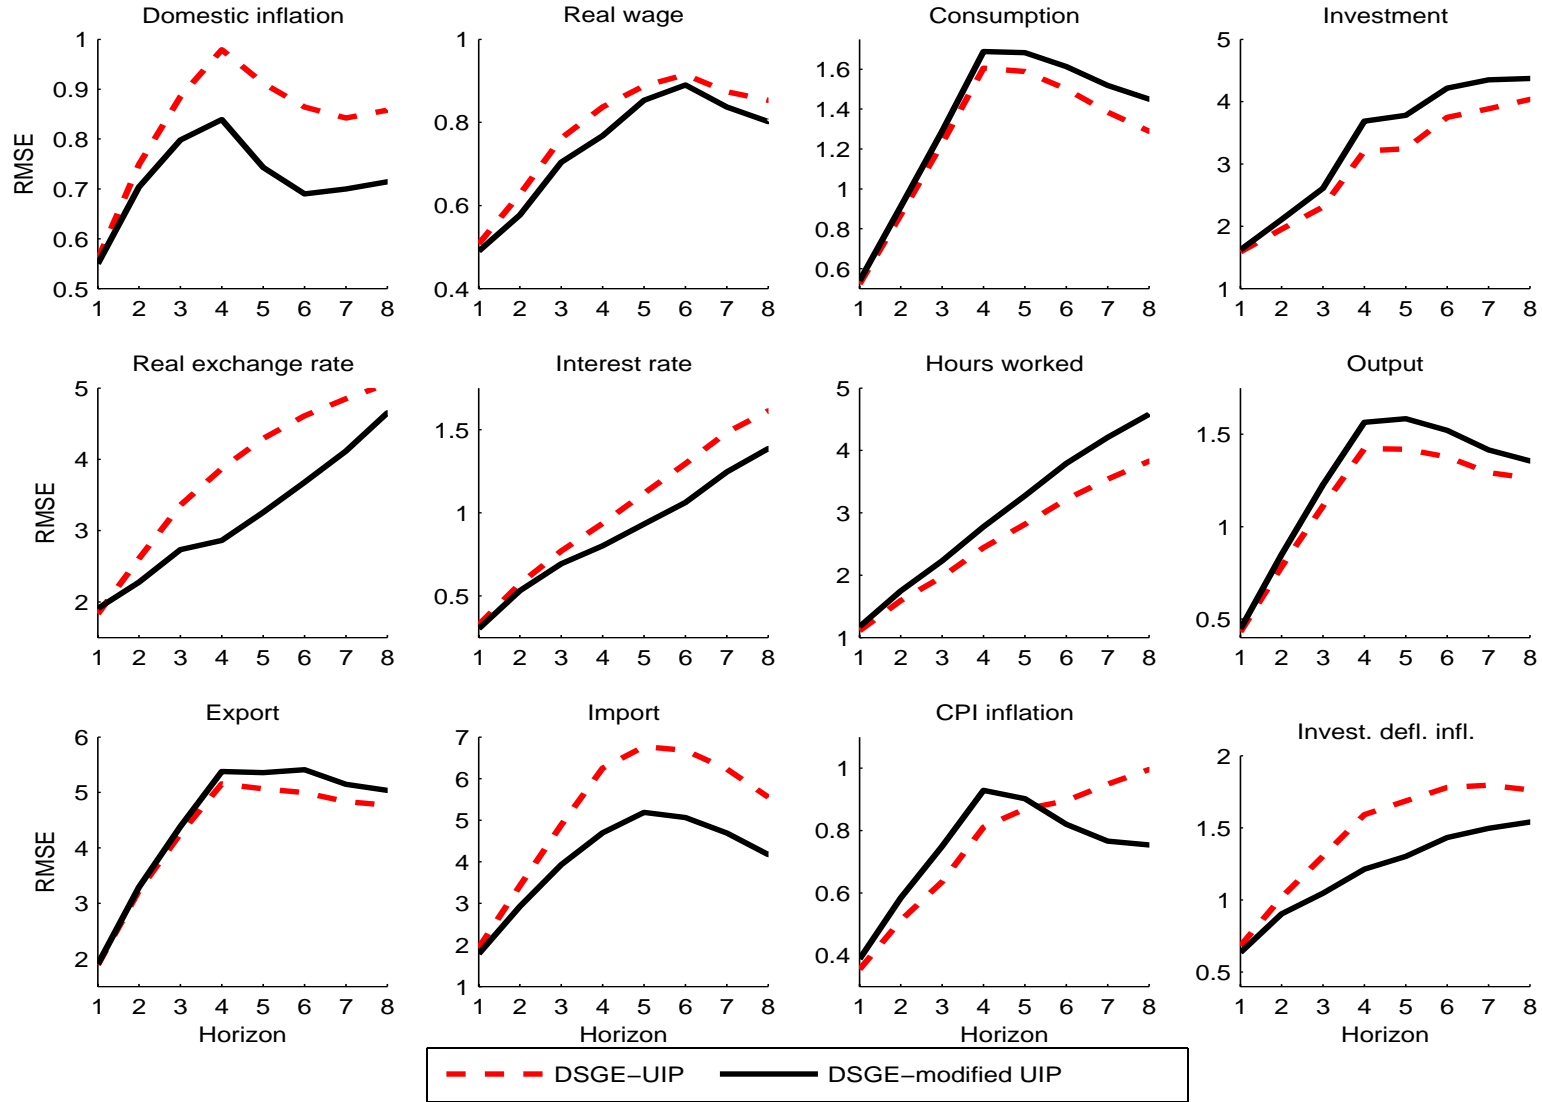 Domestic inflation
Real wage
Consumption
Investment
RMSE
1
0.9
0.8
0.7
0.6
0.5
1 2 3 4 5 6 7 8
1
0.8
0.6
0.4
1 2 3 4 5 6 7 8
1.6
1.4
1.2
1
0.8
0.6
1 2 3 4 5 6 7 8
5
4
3
2
1
1 2 3 4 5 6 7 8
Real exchange rate
Interest rate
Hours worked
Output
RMSE
5
4
3
2
1 2 3 4 5 6 7 8
1.5
1
0.5
1 2 3 4 5 6 7 8
5
4
3
2
1
1 2 3 4 5 6 7 8
1.5
1
0.5
1 2 3 4 5 6 7 8
Export
Import
CPI inflation
Invest. defl. infl.
RMSE
6
5
4
3
2
1 2 3 4 5 6 7 8
Horizon
7
6
5
4
3
2
1
1 2 3 4 5 6 7 8
Horizon
1
0.8
0.6
0.4
1 2 3 4 5 6 7 8
Horizon
2
1.5
1
0.5
1 2 3 4 5 6 7 8
Horizon
DSGE−UIP
DSGE−modified UIP